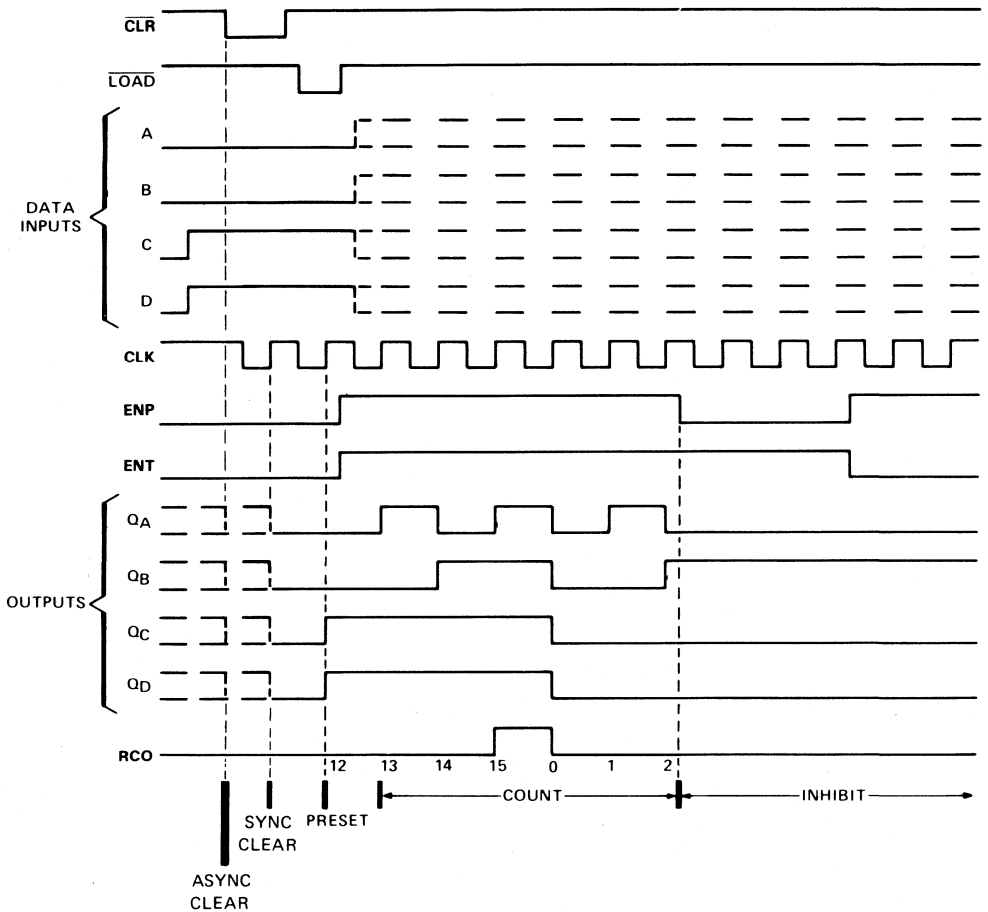 CLR
LOAD
A
B
DATA
INPUTS
C
D
CLK
ENP
ENT
QA
QB
OUTPUTS
QC
QD
RCO
12 13 14 15 0 1 2
SYNC
CLEAR
PRESET
COUNT
INHIBIT
ASYNC
CLEAR